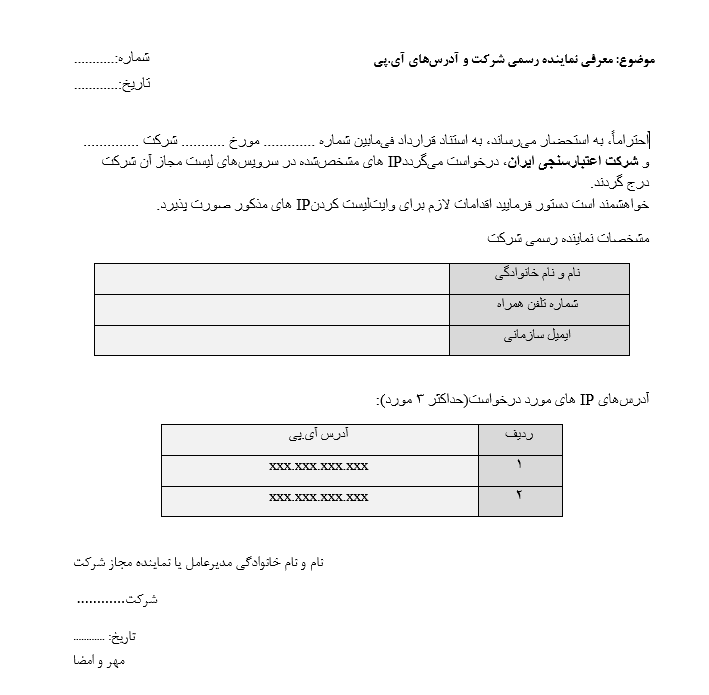 شماره:...........
موضوع: معرفی نماینده رسمی شرکت و آدرس‌های آی.پی
تاریخ:............
احتراماً، به استحضار می‌رساند، به استناد قرارداد فی‌مابین شماره ............. مورخ ........... شرکت ..............
و شرکت اعتبارسنجی ایران، درخواست می‌گرددIP های مشخص‌شده در سرویس‌های لیست مجاز آن شرکت
درج گردند.
خواهشمند است دستور فرمایید اقدامات لازم برای وایت‌لیست کردنIP های مذکور صورت پذیرد.
مشخصات نماینده رسمی شرکت
نام و نام خانوادگی
شماره تلفن همراه
ایمیل سازمانی
آدرس‌های IP های مورد درخواست(حداکثر ۳ مورد):
ردیف آدرس آی.پی
۱ xxx.xxx.xxx.xxx
۲ xxx.xxx.xxx.xxx
نام و نام خانوادگی مدیرعامل یا نماینده مجاز شرکت
شرکت............
تاریخ: ............
مهر و امضا